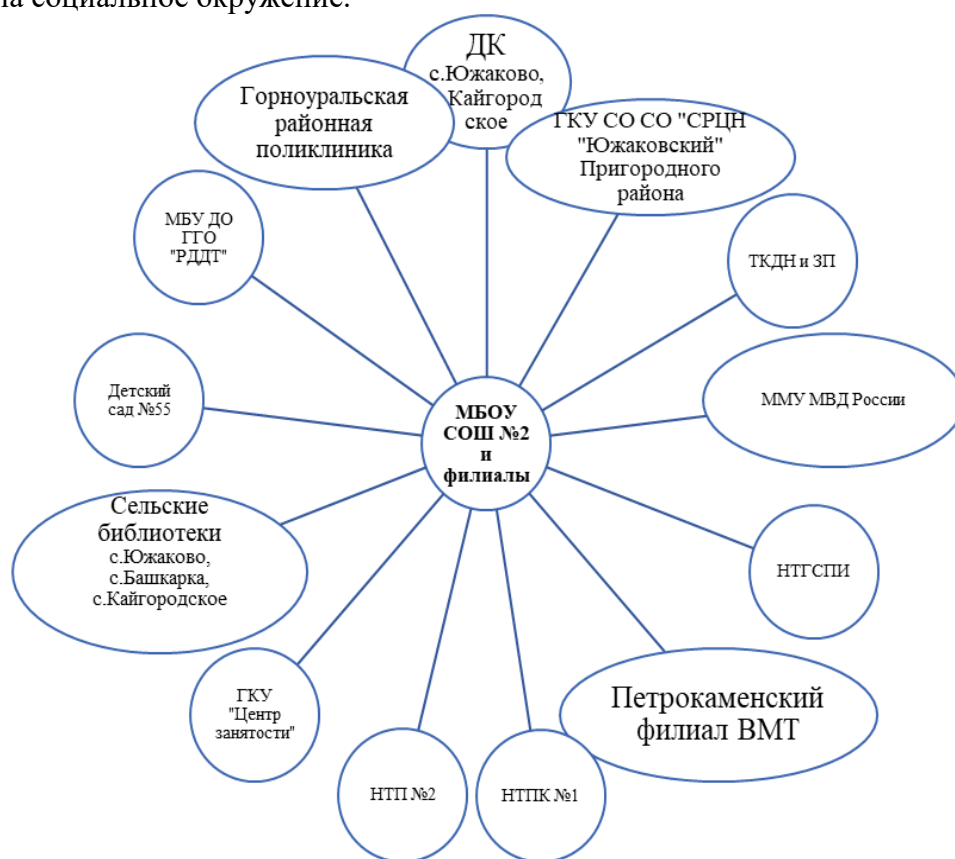 на социальное окружение.
ДК
с.Южаково,
Кайгород
ское
Горноуральская
районная
поликлиника
ГКУ СО СО "СРЦН
"Южаковский"
Пригородного
района
МБУ ДО
ГГО
"РДДТ"
ТКДН и ЗП
Детский
сад №55
ММУ МВД России
МБОУ
СОШ №2
и
филиалы
Сельские
библиотеки
с.Южаково,
с.Башкарка,
с.Кайгородское
НТГСПИ
ГКУ
"Центр
занятости"
Петрокаменский
филиал ВМТ
НТП №2
НТПК №1